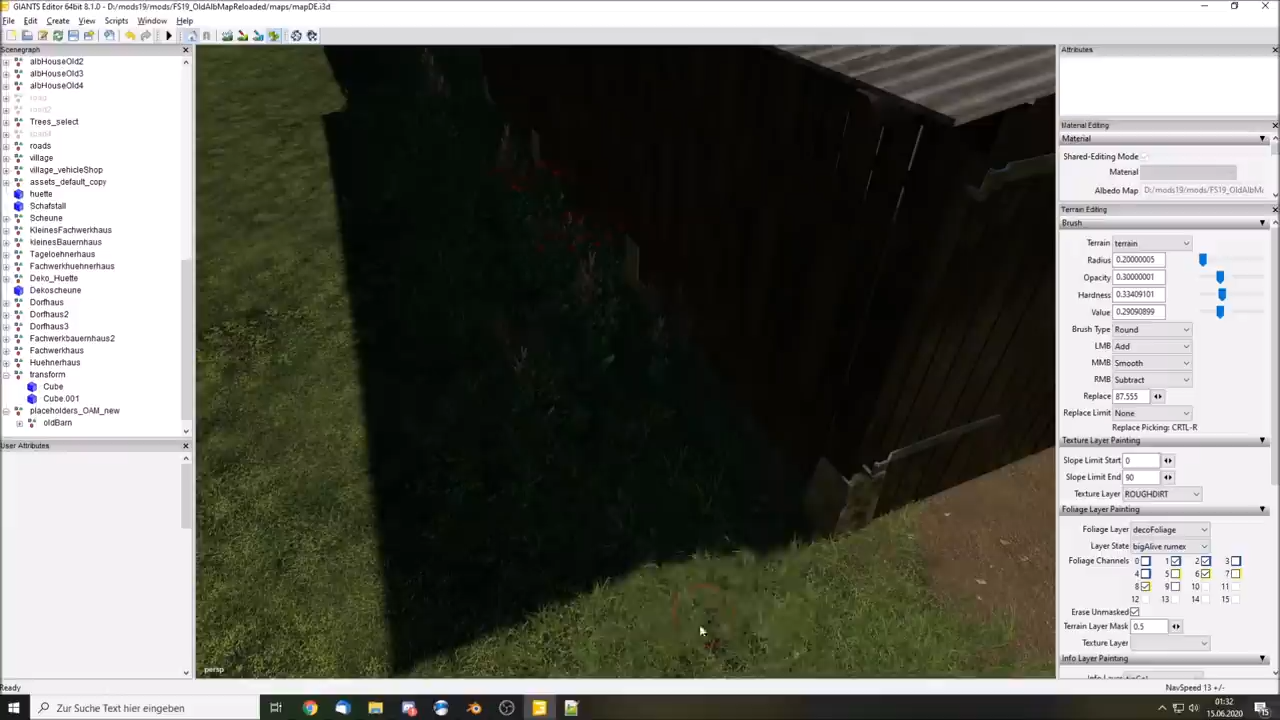 GIANTS Editor 64bit 8.1.0 - D:/mods19/mods/FS19_OldAlbMapReloaded/maps/mapDE.i3d
File Edit Create View Scripts Window Help
Scenegraph
albHouseOld2
albHouseOld3
albHouseOld4
road
road2
Trees_select
road4
roads
village
village_vehicleShop
assets_default_copy
huette
Schafstall
Scheune
KleinesFachwerkhaus
kleinesBauernhaus
Tageloehnerhaus
Fachwerkhuehnerhaus
Deko_Huette
Dekoscheune
Dorfhaus
Dorfhaus2
Dorfhaus3
Fachwerkbauernhaus2
Fachwerkhaus
Huehnerhaus
transform
Cube
Cube.001
placeholders_OAM_new
oldBarn
User Attributes
persp
Attributes
Material Editing
Material
Shared-Editing Mode
Material
Albedo Map D:/mods19/mods/FS19_OldAlbMa
Terrain Editing
Brush
Terrain terrain
Radius 0.20000005
Opacity 0.30000001
Hardness 0.33409101
Value 0.29090899
Brush Type Round
LMB Add
MMB Smooth
RMB Subtract
Replace 87.555
Replace Limit None
Replace Picking: CRTL-R
Texture Layer Painting
Slope Limit Start 0
Slope Limit End 90
Texture Layer ROUGHDIRT
Foliage Layer Painting
Foliage Layer decoFoliage
Layer State bigAlive rumex
Foliage Channels 0 1 2 3
4 5 6 7
8 9 10 11
12 13 14 15
Erase Unmasked
Terrain Layer Mask 0.5
Texture Layer
Info Layer Painting
Ready
NavSpeed 13 +/-
Zur Suche Text hier eingeben
01:32
15.06.2020